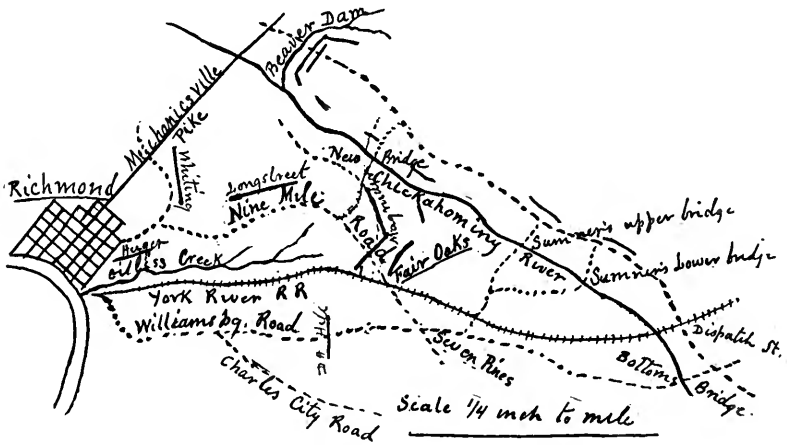 Beaver Dam
Mechanicsville
Pike
Whiting
Richmond
Longstreet
Nine Mile
Road
New Bridge
Chickahominy
River
Sumner's upper bridge
Sumner's Lower bridge
Huger
Creek
Fair Oaks
York River RR
Williamsbg. Road
Seven Pines
Dispatch St.
Bottoms Bridge.
Charles City Road
Scale 1/4 inch to mile